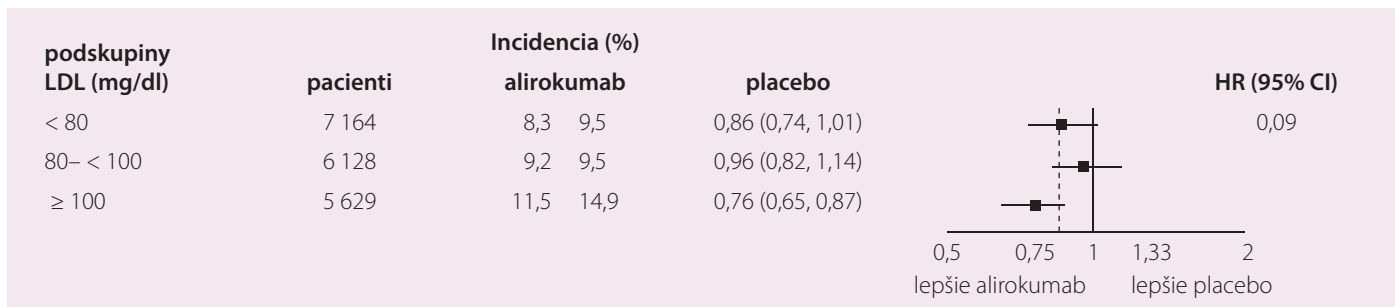 Incidencia (%)
podskupiny
LDL (mg/dl) pacienti alirokumab placebo HR (95% CI)
< 80 7 164 8,3 9,5 0,86 (0,74, 1,01) 0,09
80– < 100 6 128 9,2 9,5 0,96 (0,82, 1,14)
≥ 100 5 629 11,5 14,9 0,76 (0,65, 0,87)
0,5 0,75 1 1,33 2
lepšie alirokumab lepšie placebo